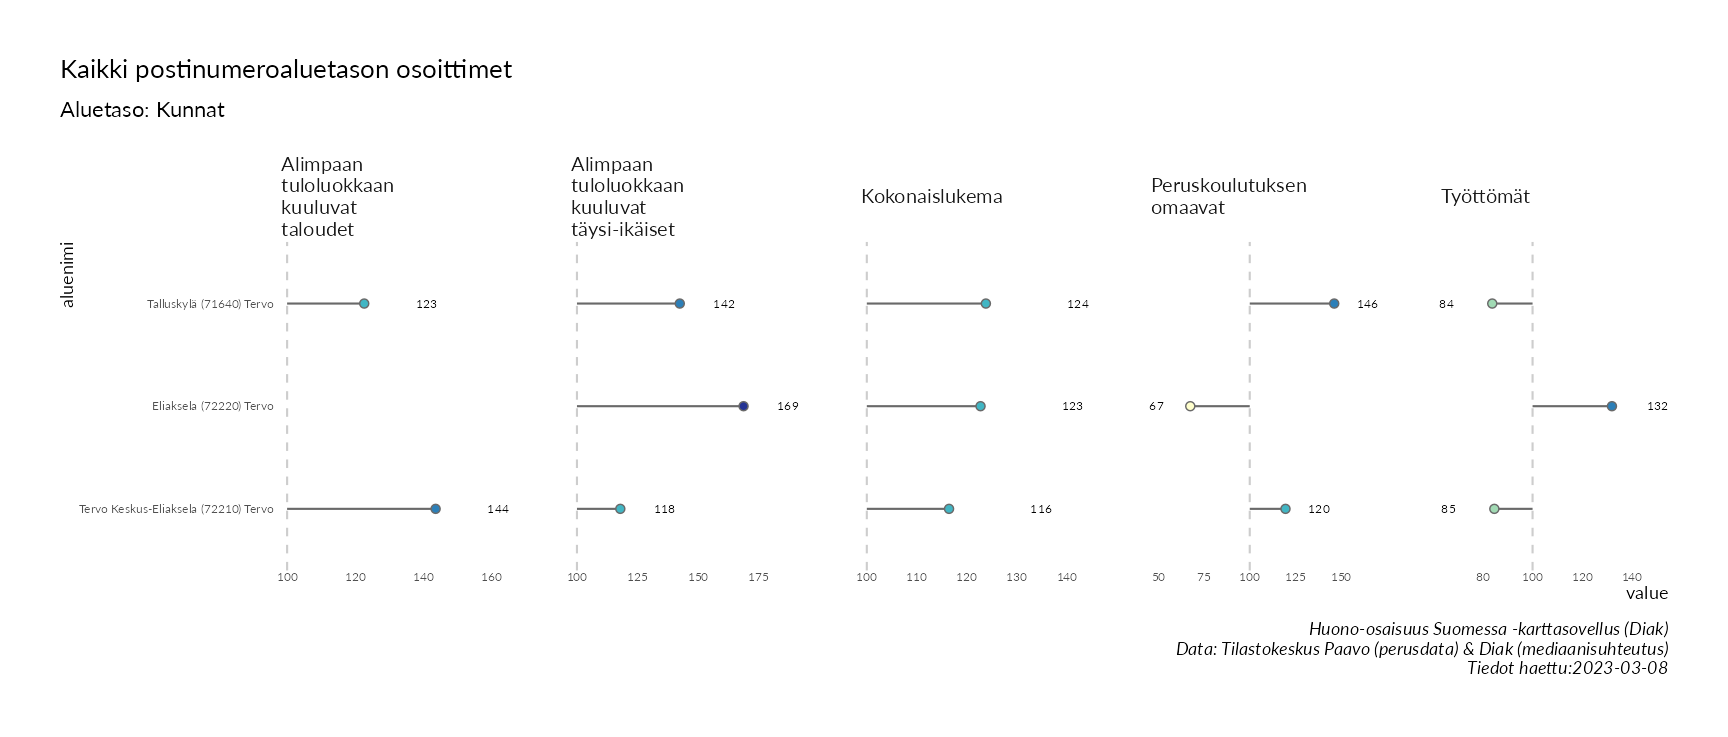 Kaikki postinumeroaluetason osoittimet
Aluetaso: Kunnat
Alimpaan
tuloluokkaan
kuuluvat
taloudet
Alimpaan
tuloluokkaan
kuuluvat
täysi-ikäiset
Kokonaislukema
Peruskoulutuksen
omaavat
Työttömät
aluenimi
Talluskylä (71640) Tervo
123
142
124
146
84
Eliaksela (72220) Tervo
169
123
67
132
Tervo Keskus-Eliaksela (72210) Tervo
144
118
116
120
85
100 120 140 160
100 125 150 175
100 110 120 130 140
50 75 100 125 150
80 100 120 140
value
Huono-osaisuus Suomessa -karttasovellus (Diak)
Data: Tilastokeskus Paavo (perusdata) & Diak (mediaanisuhteutus)
Tiedot haettu:2023-03-08